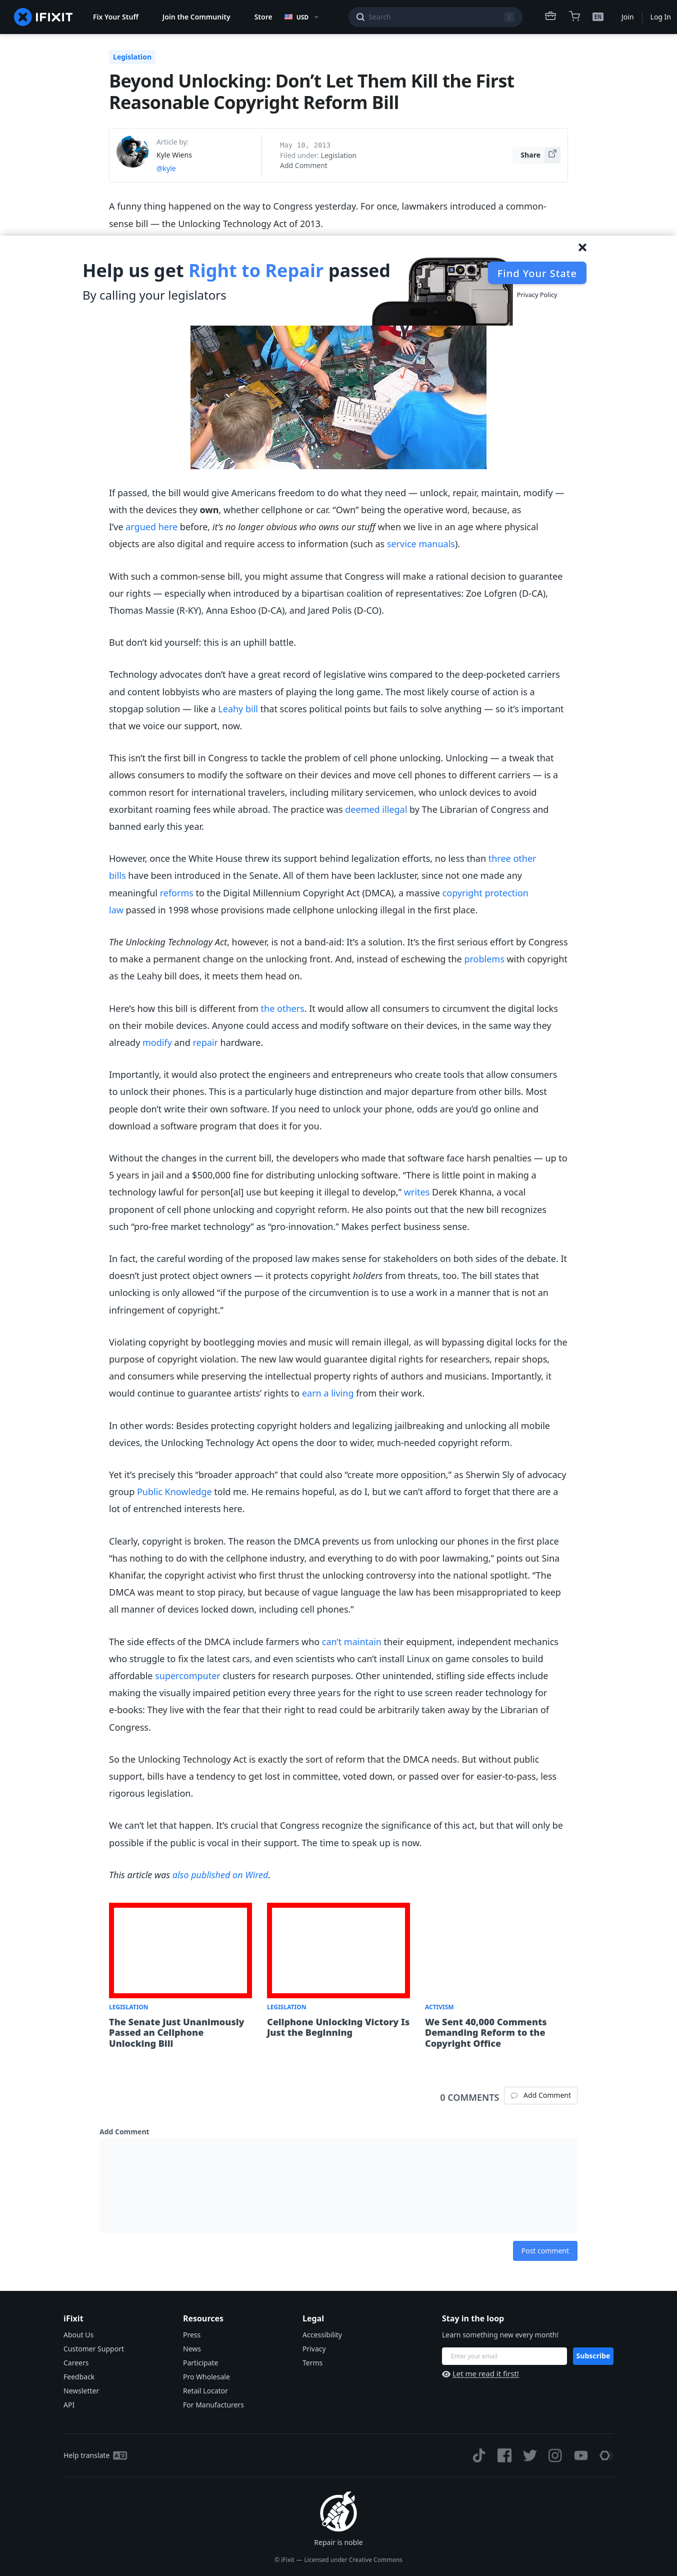 IFIXIT
Fix Your Stuff
Join the Community
Store
USD
Search
/
EN
Join
Log In
Legislation
Beyond Unlocking: Don’t Let Them Kill the First
Reasonable Copyright Reform Bill
Article by:
Kyle Wiens
@kyle
May 10, 2013
Filed under: Legislation
Add Comment
Share
A funny thing happened on the way to Congress yesterday. For once, lawmakers introduced a common-
sense bill — the Unlocking Technology Act of 2013.
Help us get Right to Repair passed
By calling your legislators
Find Your State
Privacy Policy
If passed, the bill would give Americans freedom to do what they need — unlock, repair, maintain, modify —
with the devices they own, whether cellphone or car. “Own” being the operative word, because, as
I’ve argued here before, it’s no longer obvious who owns our stuff when we live in an age where physical
objects are also digital and require access to information (such as service manuals).
With such a common-sense bill, you might assume that Congress will make a rational decision to guarantee
our rights — especially when introduced by a bipartisan coalition of representatives: Zoe Lofgren (D-CA),
Thomas Massie (R-KY), Anna Eshoo (D-CA), and Jared Polis (D-CO).
But don’t kid yourself: this is an uphill battle.
Technology advocates don’t have a great record of legislative wins compared to the deep-pocketed carriers
and content lobbyists who are masters of playing the long game. The most likely course of action is a
stopgap solution — like a Leahy bill that scores political points but fails to solve anything — so it’s important
that we voice our support, now.
This isn’t the first bill in Congress to tackle the problem of cell phone unlocking. Unlocking — a tweak that
allows consumers to modify the software on their devices and move cell phones to different carriers — is a
common resort for international travelers, including military servicemen, who unlock devices to avoid
exorbitant roaming fees while abroad. The practice was deemed illegal by The Librarian of Congress and
banned early this year.
However, once the White House threw its support behind legalization efforts, no less than three other
bills have been introduced in the Senate. All of them have been lackluster, since not one made any
meaningful reforms to the Digital Millennium Copyright Act (DMCA), a massive copyright protection
law passed in 1998 whose provisions made cellphone unlocking illegal in the first place.
The Unlocking Technology Act, however, is not a band-aid: It’s a solution. It’s the first serious effort by Congress
to make a permanent change on the unlocking front. And, instead of eschewing the problems with copyright
as the Leahy bill does, it meets them head on.
Here’s how this bill is different from the others. It would allow all consumers to circumvent the digital locks
on their mobile devices. Anyone could access and modify software on their devices, in the same way they
already modify and repair hardware.
Importantly, it would also protect the engineers and entrepreneurs who create tools that allow consumers
to unlock their phones. This is a particularly huge distinction and major departure from other bills. Most
people don’t write their own software. If you need to unlock your phone, odds are you’d go online and
download a software program that does it for you.
Without the changes in the current bill, the developers who made that software face harsh penalties — up to
5 years in jail and a $500,000 fine for distributing unlocking software. “There is little point in making a
technology lawful for person[al] use but keeping it illegal to develop,” writes Derek Khanna, a vocal
proponent of cell phone unlocking and copyright reform. He also points out that the new bill recognizes
such “pro-free market technology” as “pro-innovation.” Makes perfect business sense.
In fact, the careful wording of the proposed law makes sense for stakeholders on both sides of the debate. It
doesn’t just protect object owners — it protects copyright holders from threats, too. The bill states that
unlocking is only allowed “if the purpose of the circumvention is to use a work in a manner that is not an
infringement of copyright.”
Violating copyright by bootlegging movies and music will remain illegal, as will bypassing digital locks for the
purpose of copyright violation. The new law would guarantee digital rights for researchers, repair shops,
and consumers while preserving the intellectual property rights of authors and musicians. Importantly, it
would continue to guarantee artists’ rights to earn a living from their work.
In other words: Besides protecting copyright holders and legalizing jailbreaking and unlocking all mobile
devices, the Unlocking Technology Act opens the door to wider, much-needed copyright reform.
Yet it’s precisely this “broader approach” that could also “create more opposition,” as Sherwin Sly of advocacy
group Public Knowledge told me. He remains hopeful, as do I, but we can’t afford to forget that there are a
lot of entrenched interests here.
Clearly, copyright is broken. The reason the DMCA prevents us from unlocking our phones in the first place
“has nothing to do with the cellphone industry, and everything to do with poor lawmaking,” points out Sina
Khanifar, the copyright activist who first thrust the unlocking controversy into the national spotlight. “The
DMCA was meant to stop piracy, but because of vague language the law has been misappropriated to keep
all manner of devices locked down, including cell phones.”
The side effects of the DMCA include farmers who can’t maintain their equipment, independent mechanics
who struggle to fix the latest cars, and even scientists who can’t install Linux on game consoles to build
affordable supercomputer clusters for research purposes. Other unintended, stifling side effects include
making the visually impaired petition every three years for the right to use screen reader technology for
e-books: They live with the fear that their right to read could be arbitrarily taken away by the Librarian of
Congress.
So the Unlocking Technology Act is exactly the sort of reform that the DMCA needs. But without public
support, bills have a tendency to get lost in committee, voted down, or passed over for easier-to-pass, less
rigorous legislation.
We can’t let that happen. It’s crucial that Congress recognize the significance of this act, but that will only be
possible if the public is vocal in their support. The time to speak up is now.
This article was also published on Wired.
LEGISLATION
The Senate Just Unanimously
Passed an Cellphone
Unlocking Bill
LEGISLATION
Cellphone Unlocking Victory Is
Just the Beginning
ACTIVISM
We Sent 40,000 Comments
Demanding Reform to the
Copyright Office
0 COMMENTS
Add Comment
Add Comment
Post comment
iFixit
About Us
Customer Support
Careers
Feedback
Newsletter
API
Resources
Press
News
Participate
Pro Wholesale
Retail Locator
For Manufacturers
Legal
Accessibility
Privacy
Terms
Stay in the loop
Learn something new every month!
Enter your email
Subscribe
Let me read it first!
Help translate
Repair is noble
© iFixit — Licensed under Creative Commons